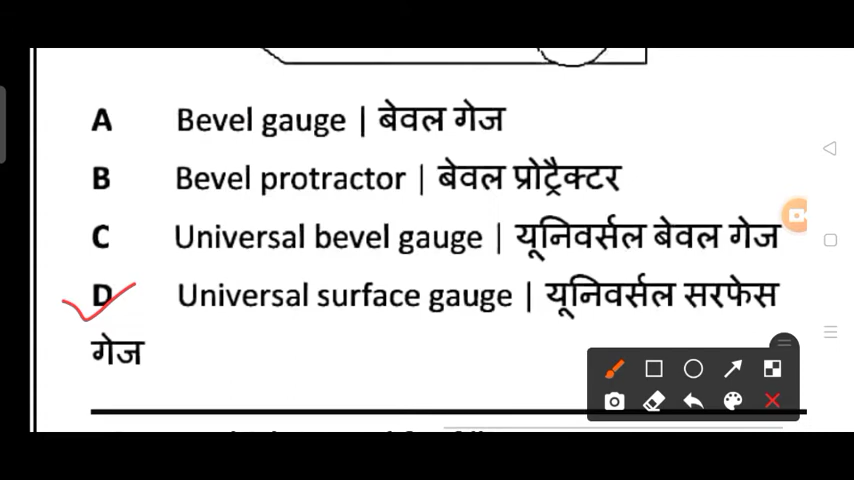 A Bevel gauge | बेवल गेज
B Bevel protractor | बेवल प्रोट्रैक्टर
C Universal bevel gauge | यूनिवर्सल बेवल गेज
D Universal surface gauge | यूनिवर्सल सरफेस
गेज